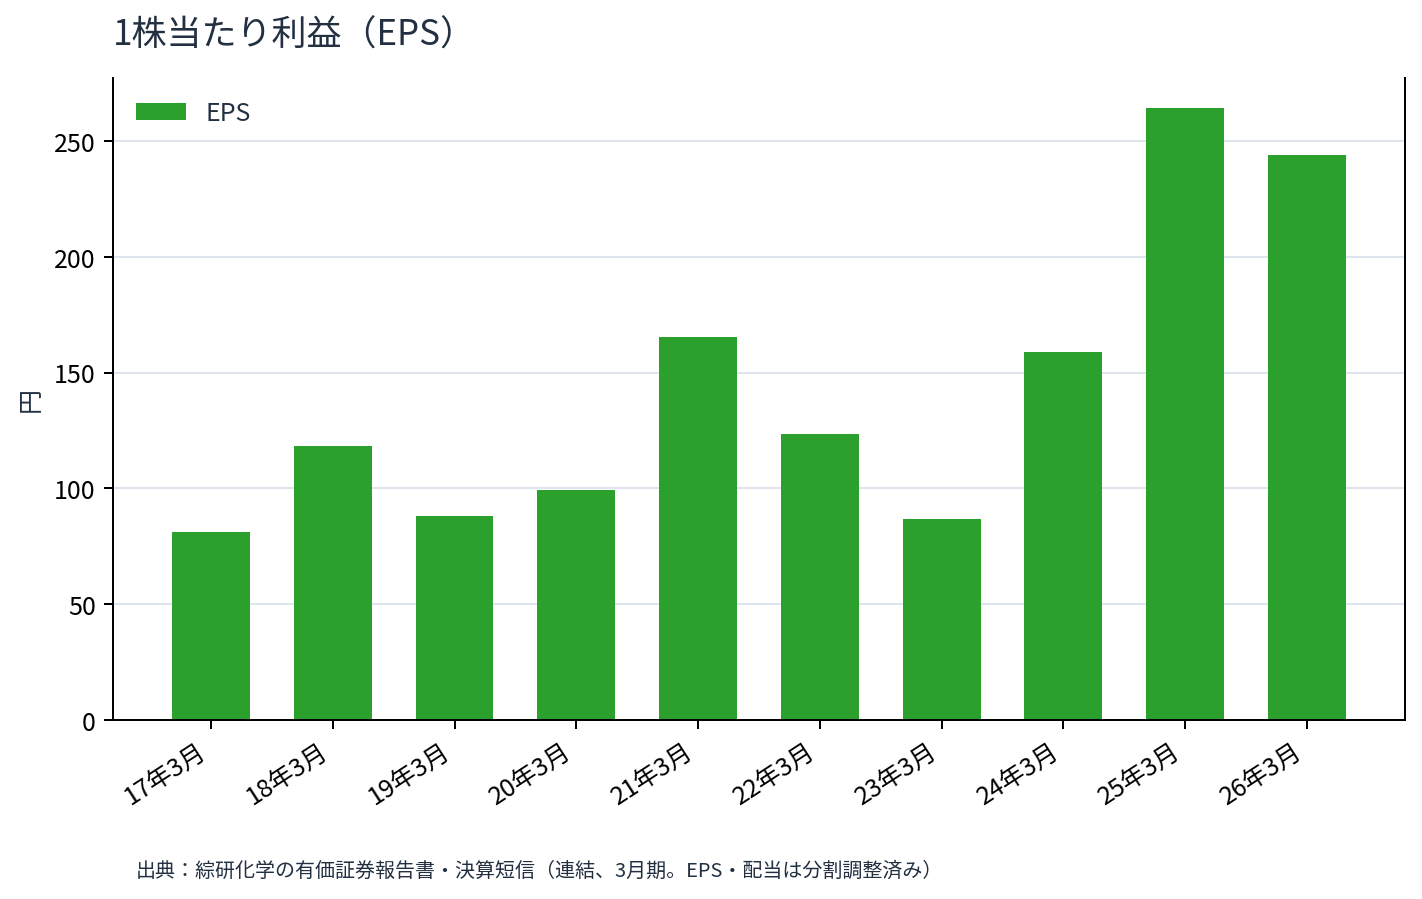 1株当たり利益（EPS）
EPS
250
200
150
100
50
0
円
17年3月
18年3月
19年3月
20年3月
21年3月
22年3月
23年3月
24年3月
25年3月
26年3月
出典：綜研化学の有価証券報告書・決算短信（連結、3月期。EPS・配当は分割調整済み）